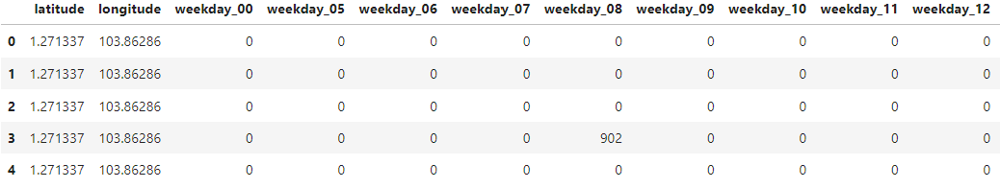 latitude longitude weekday_00 weekday_05 weekday_06 weekday_07 weekday_08 weekday_09 weekday_10 weekday_11 weekday_12
0 1.271337 103.86286 0 0 0 0 0 0 0 0 0
1 1.271337 103.86286 0 0 0 0 0 0 0 0 0
2 1.271337 103.86286 0 0 0 0 0 0 0 0 0
3 1.271337 103.86286 0 0 0 0 902 0 0 0 0
4 1.271337 103.86286 0 0 0 0 0 0 0 0 0